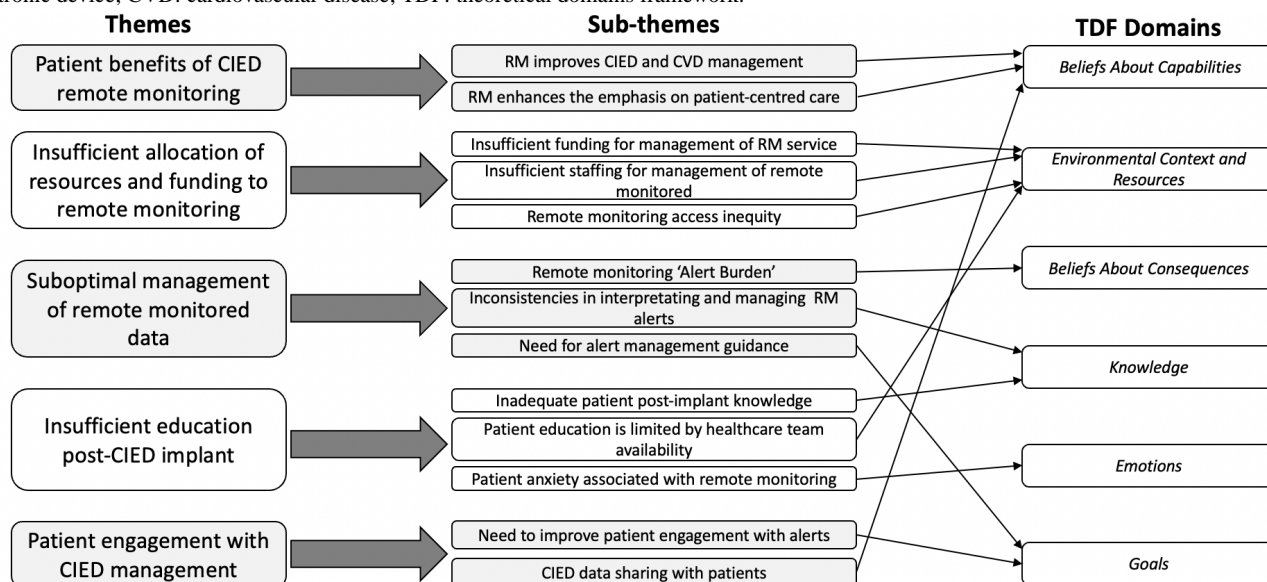 device, CVD: cardiovascular disease, TDF: theoretical domains framework.
Themes
Sub-themes
TDF Domains
Patient benefits of CIED
remote monitoring
RM improves CIED and CVD management
RM enhances the emphasis on patient-centred care
Beliefs About Capabilities
Insufficient allocation of
resources and funding to
remote monitoring
Insufficient funding for management of RM service
Insufficient staffing for management of remote
monitored
Remote monitoring access inequity
Environmental Context and
Resources
Suboptimal management
of remote monitored
data
Remote monitoring ‘Alert Burden’
Inconsistencies in interpretating and managing RM
alerts
Need for alert management guidance
Beliefs About Consequences
Knowledge
Insufficient education
post-CIED implant
Inadequate patient post-implant knowledge
Patient education is limited by healthcare team
availability
Patient anxiety associated with remote monitoring
Emotions
Patient engagement with
CIED management
Need to improve patient engagement with alerts
CIED data sharing with patients
Goals